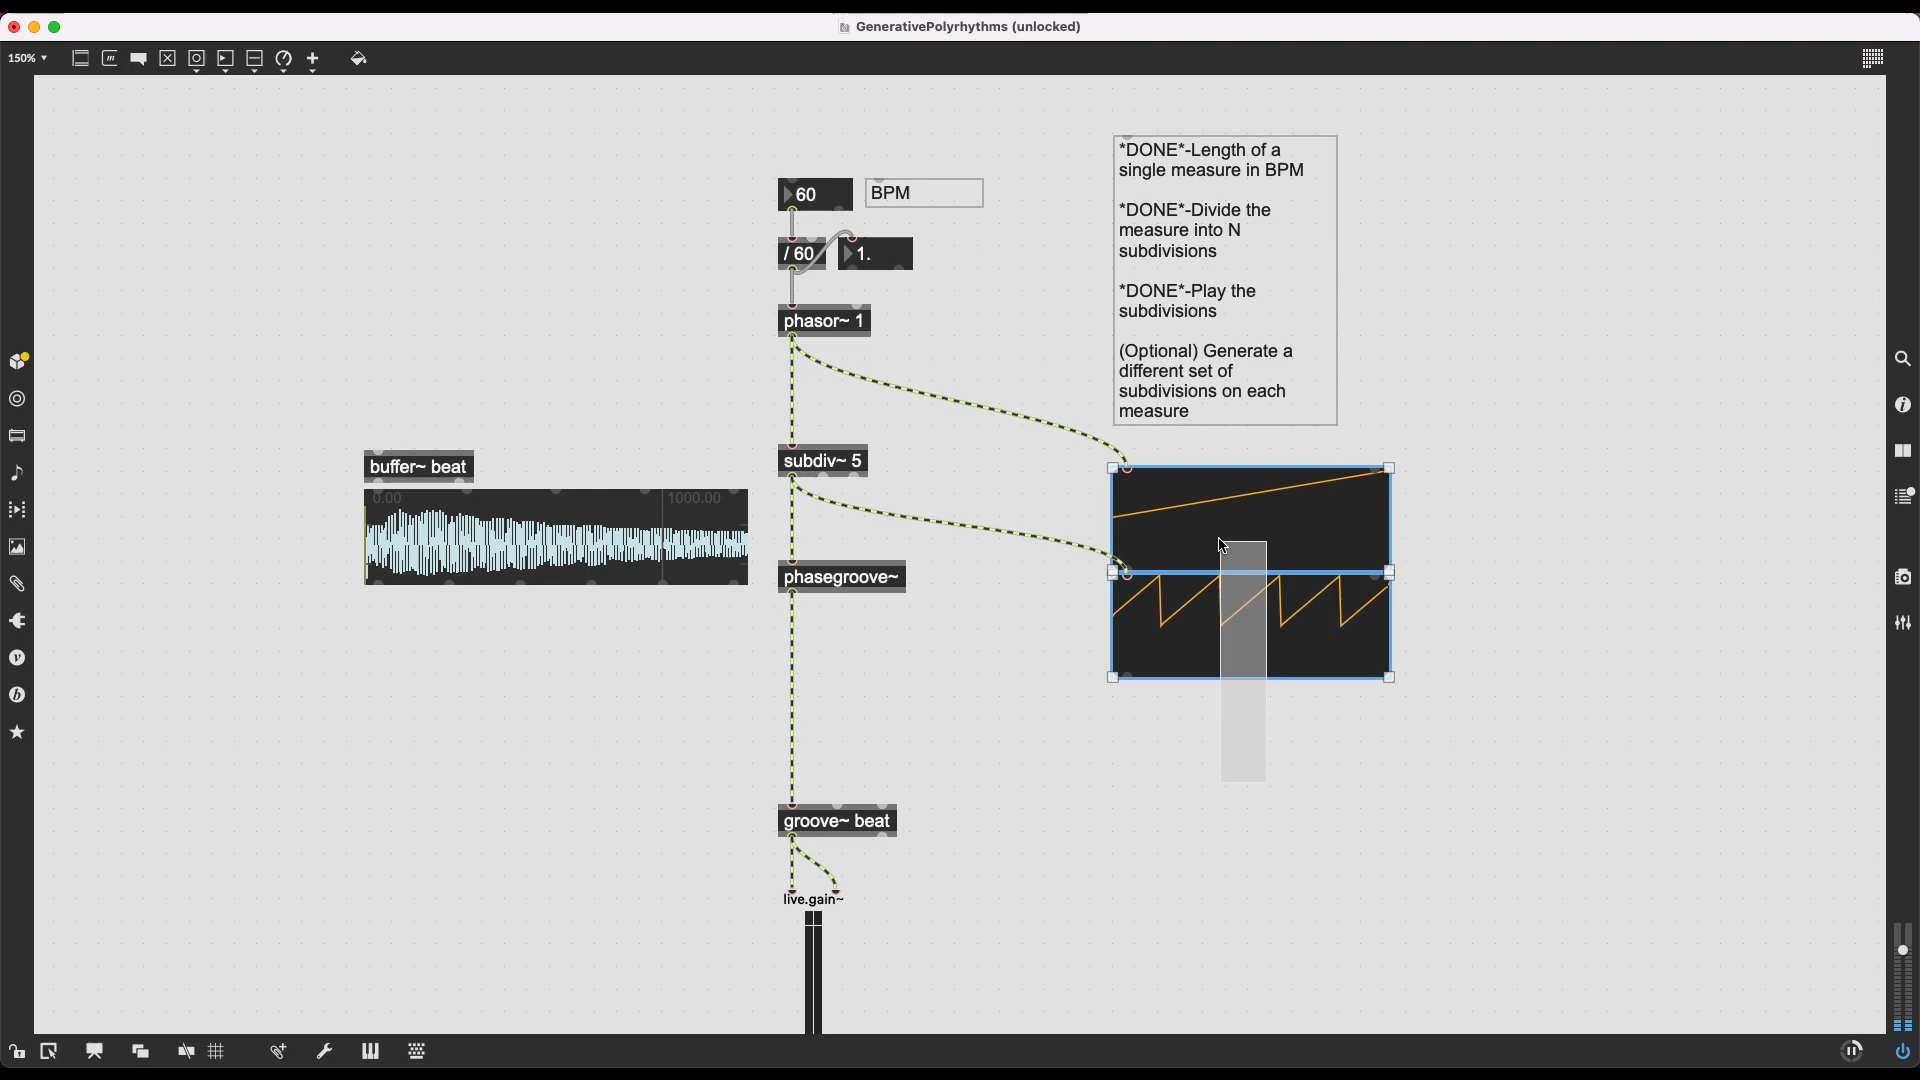 GenerativePolyrhythms (unlocked)
150%
*DONE*-Length of a
single measure in BPM
*DONE*-Divide the
measure into N
subdivisions
*DONE*-Play the
subdivisions
(Optional) Generate a
different set of
subdivisions on each
measure
60
BPM
/ 60
1.
phasor~ 1
subdiv~ 5
buffer~ beat
0.00
1000.00
phasegroove~
groove~ beat
live.gain~